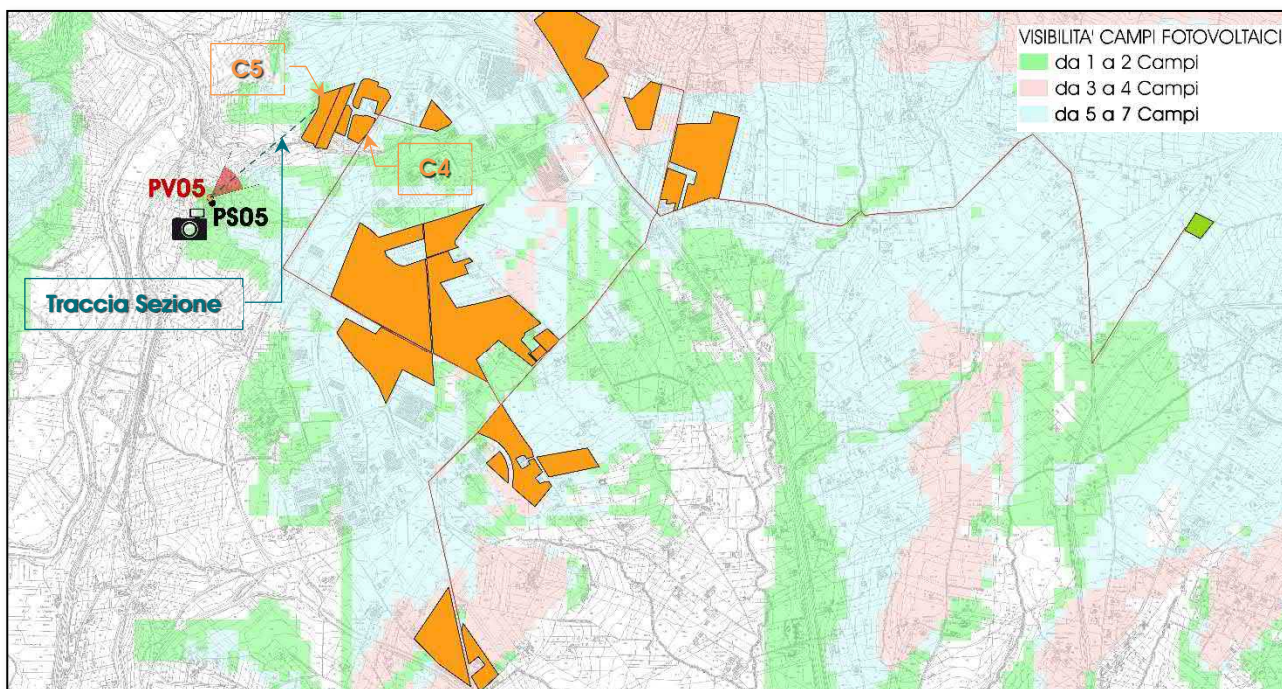 VISIBILITA' CAMPI FOTOVOLTAICI
da 1 a 2 Campi
da 3 a 4 Campi
da 5 a 7 Campi
C5
C4
PV05
PS05
Traccia Sezione